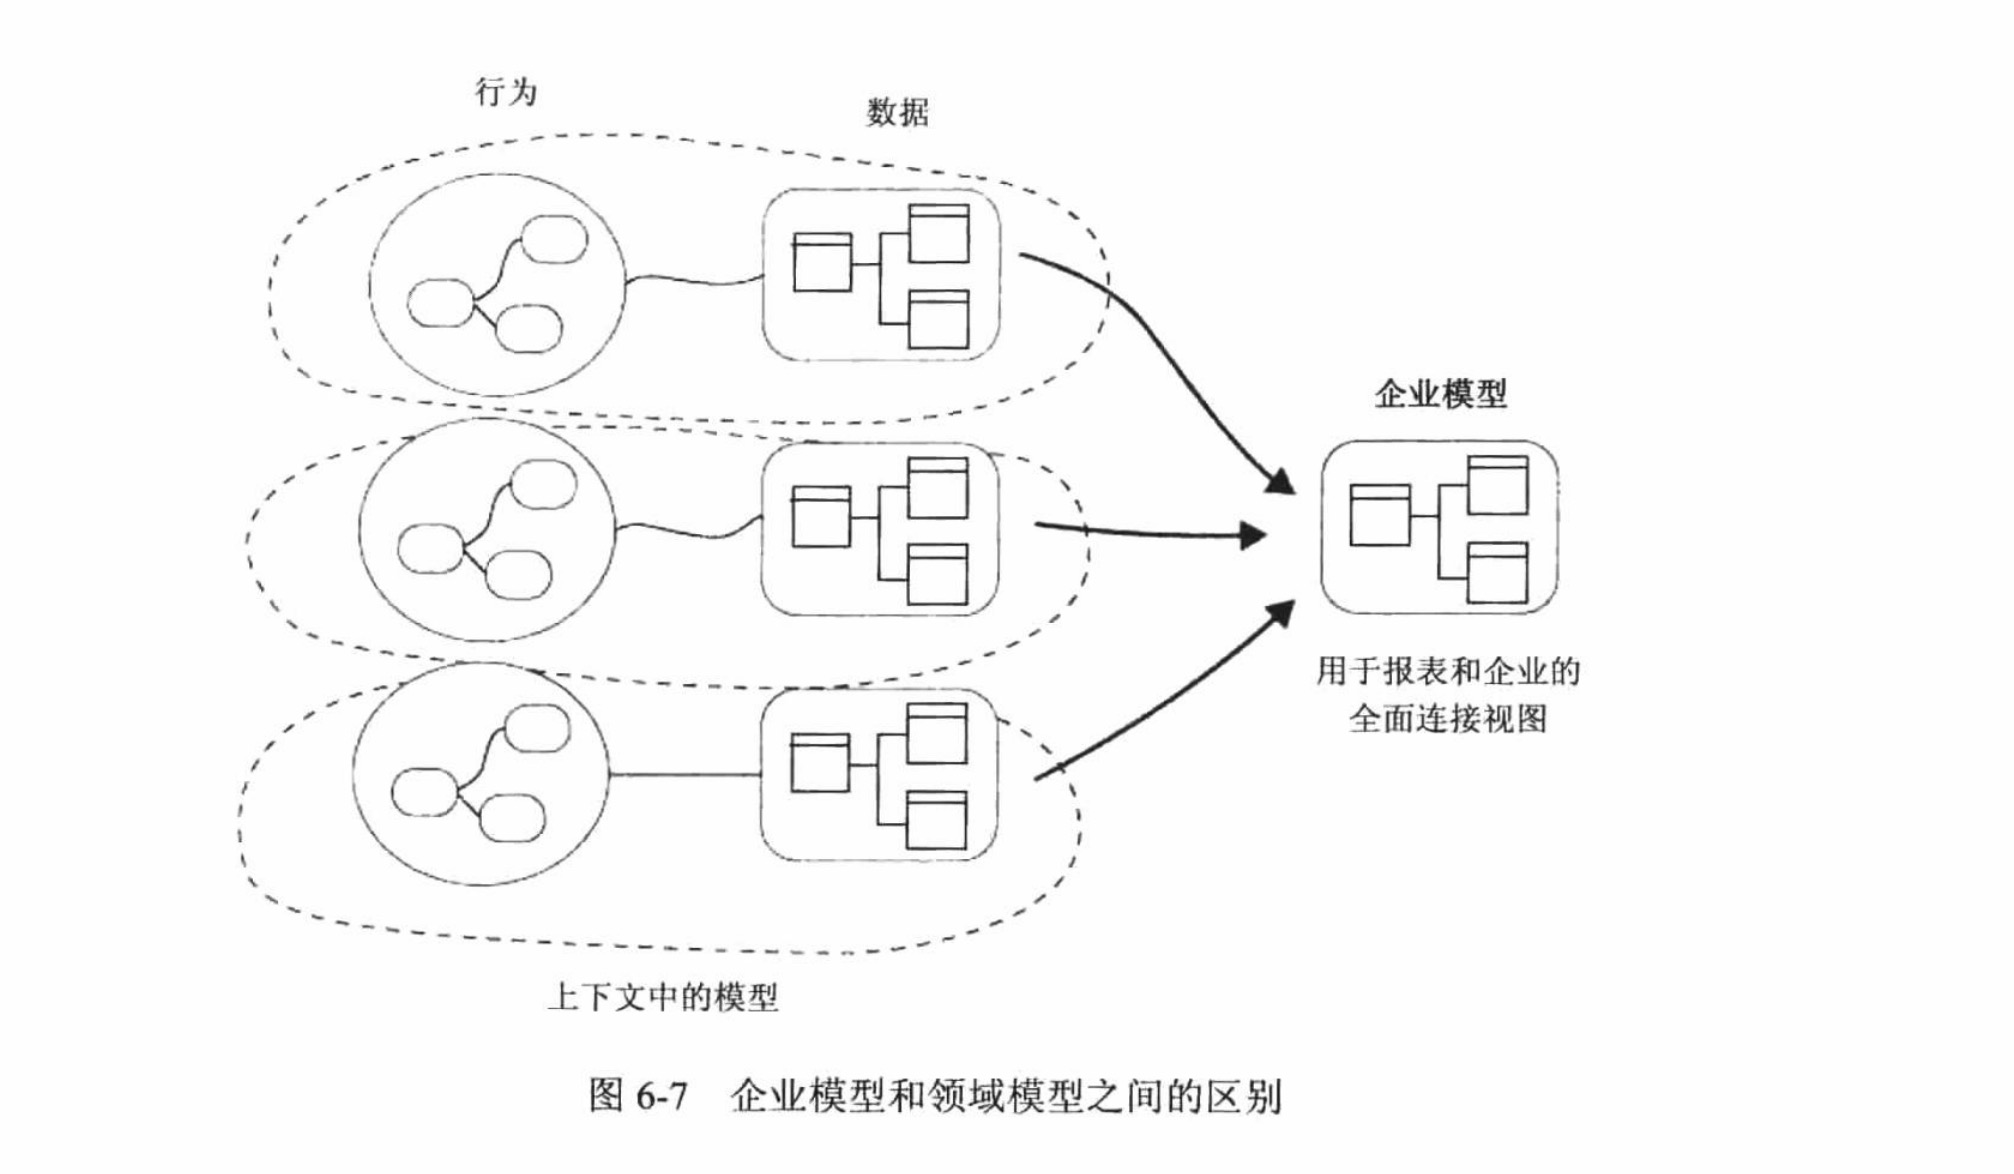 行为
数据
企业模型
用于报表和企业的
全面连接视图
上下文中的模型
图 6-7 企业模型和领域模型之间的区别